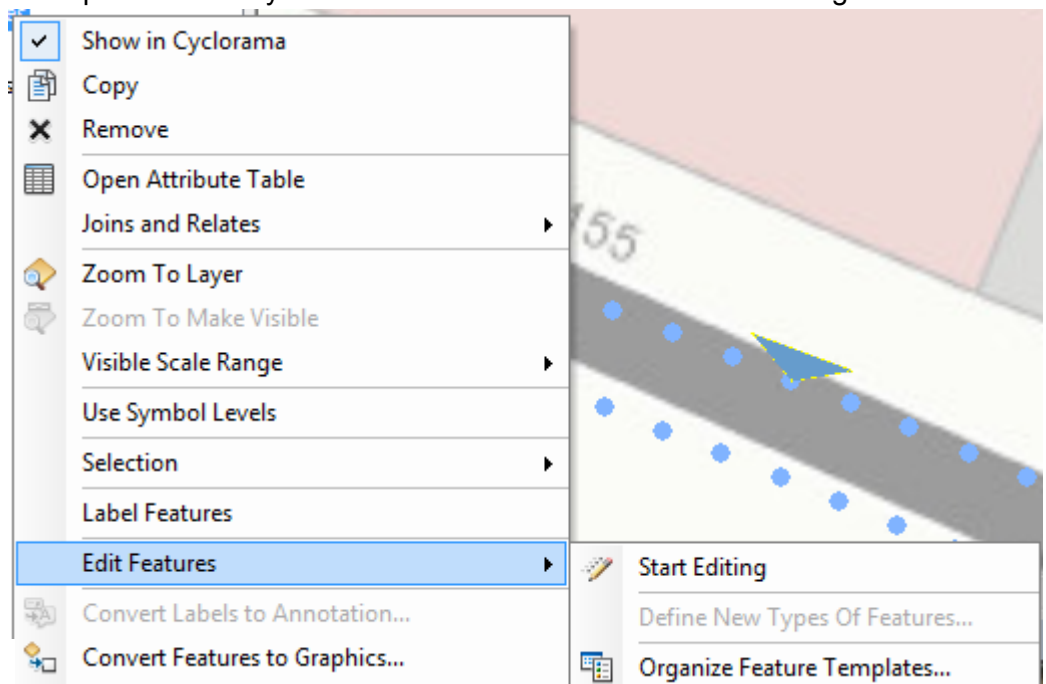 Show in Cyclorama
Copy
Remove
Open Attribute Table
Joins and Relates
155
Zoom To Layer
Zoom To Make Visible
Visible Scale Range
Use Symbol Levels
Selection
Label Features
Edit Features
Start Editing
Convert Labels to Annotation...
Define New Types Of Features...
Convert Features to Graphics...
Organize Feature Templates...